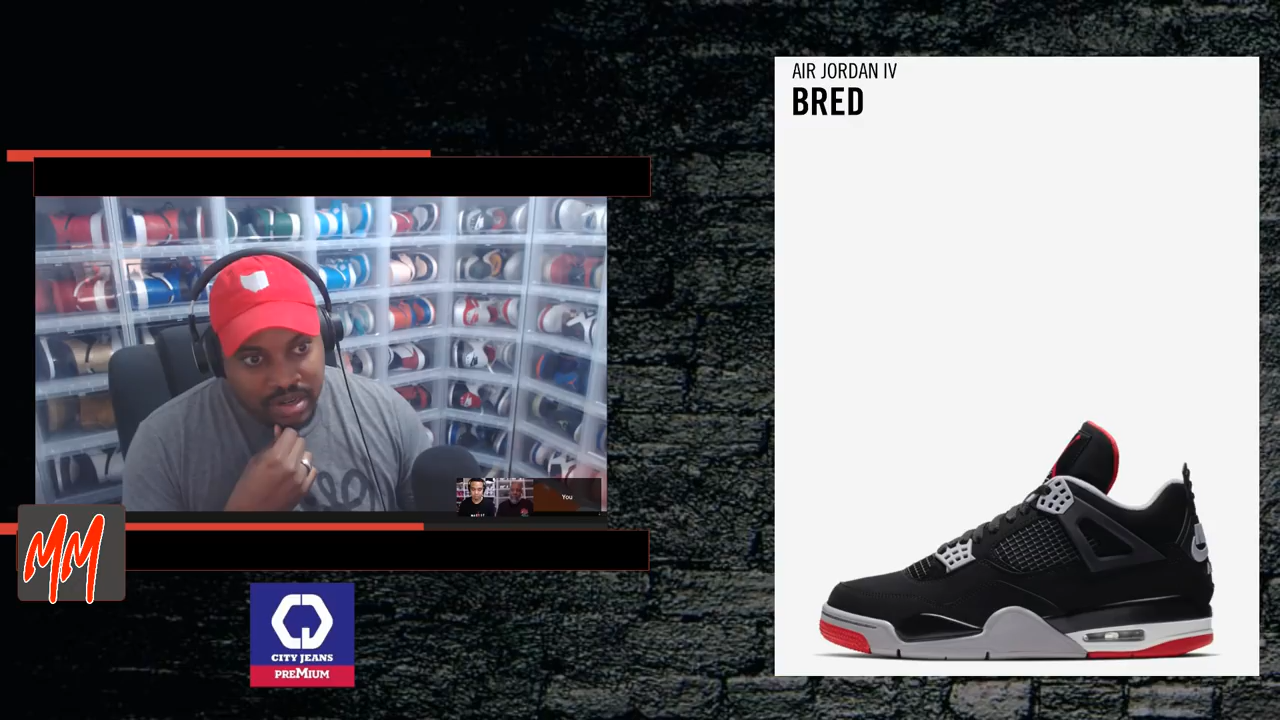 AIR JORDAN IV
BRED
You
MM
CITY JEANS
PREMIUM